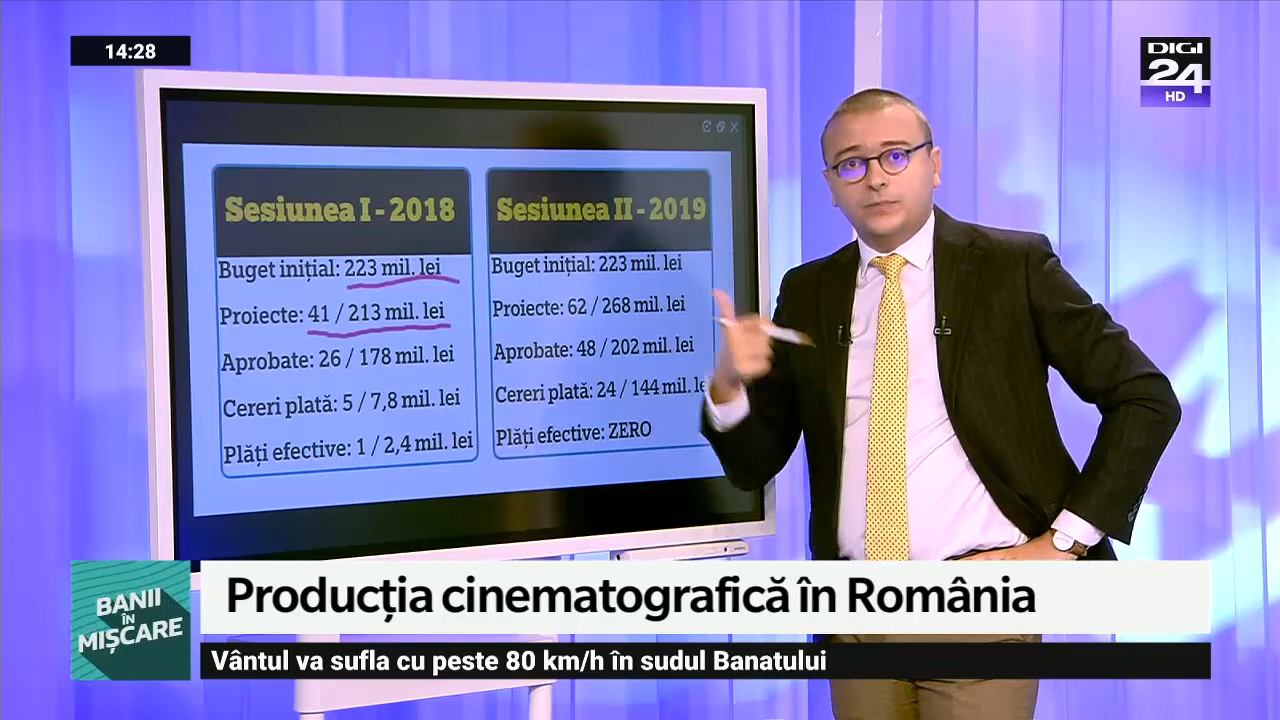 14:28
DIGI
24
HD
Sesiunea I - 2018
Buget inițial: 223 mil. lei
Proiecte: 41 / 213 mil. lei
Aprobate: 26 / 178 mil. lei
Cereri plată: 5 / 7,8 mil. lei
Plăți efective: 1 / 2,4 mil. lei
Sesiunea II - 2019
Buget inițial: 223 mil. lei
Proiecte: 62 / 268 mil. lei
Aprobate: 48 / 202 mil. lei
Cereri plată: 24 / 144 mil. le
Plăți efective: ZERO
BANII
ÎN
MIȘCARE
Producția cinematografică în România
Vântul va sufla cu peste 80 km/h în sudul Banatului